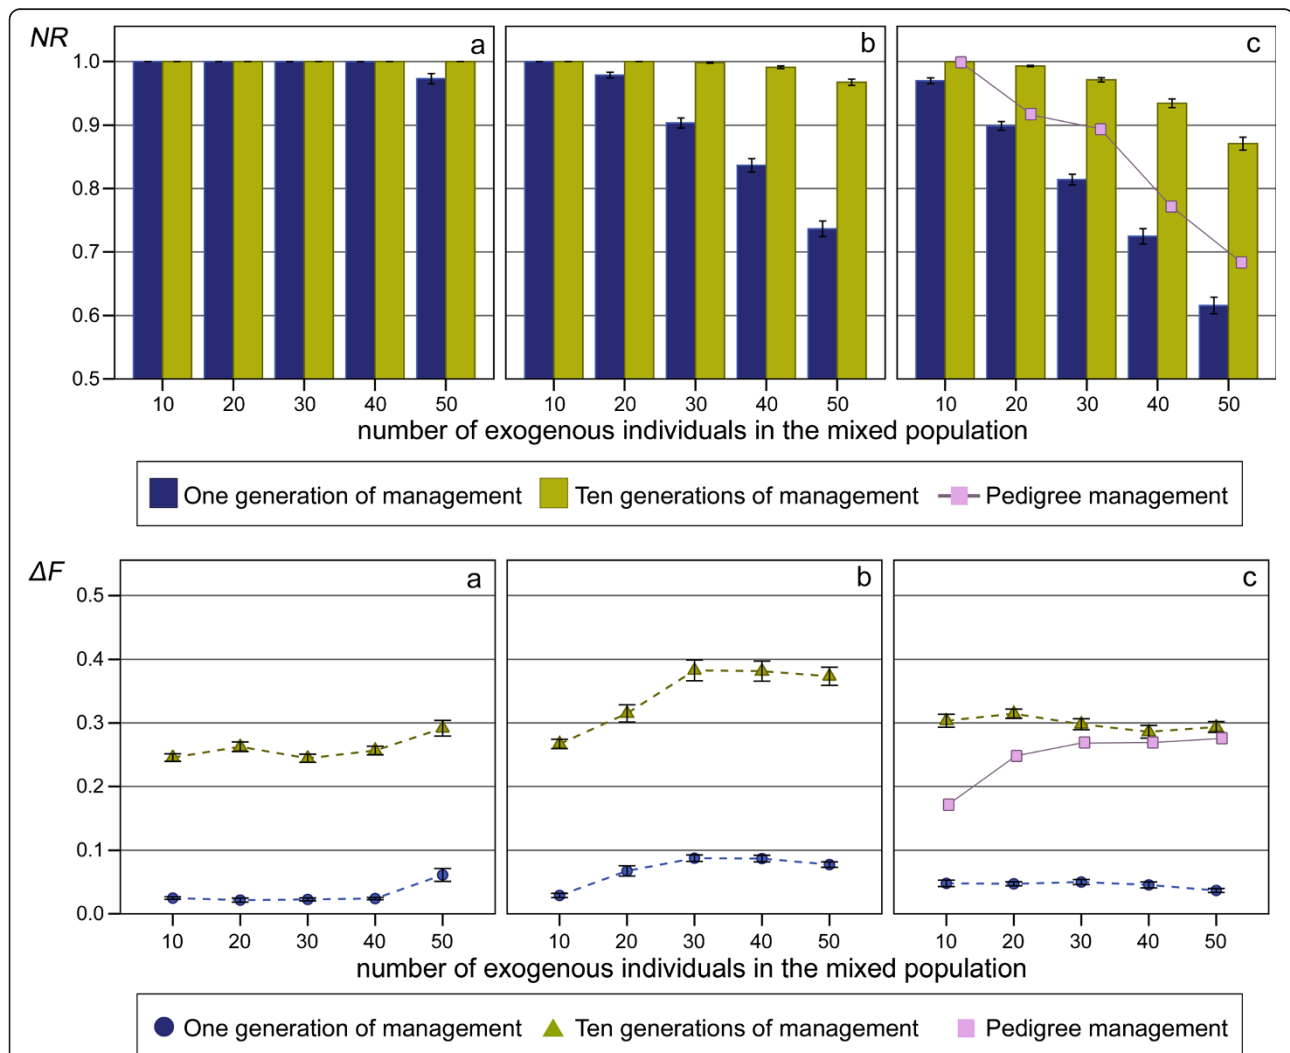 NR
a
b
c
1.0
0.9
0.8
0.7
0.6
0.5
10 20 30 40 50 10 20 30 40 50 10 20 30 40 50
number of exogenous individuals in the mixed population
One generation of management Ten generations of management Pedigree management
ΔF
a
b
c
0.5
0.4
0.3
0.2
0.1
0.0
10 20 30 40 50 10 20 30 40 50 10 20 30 40 50
number of exogenous individuals in the mixed population
One generation of management Ten generations of management Pedigree management